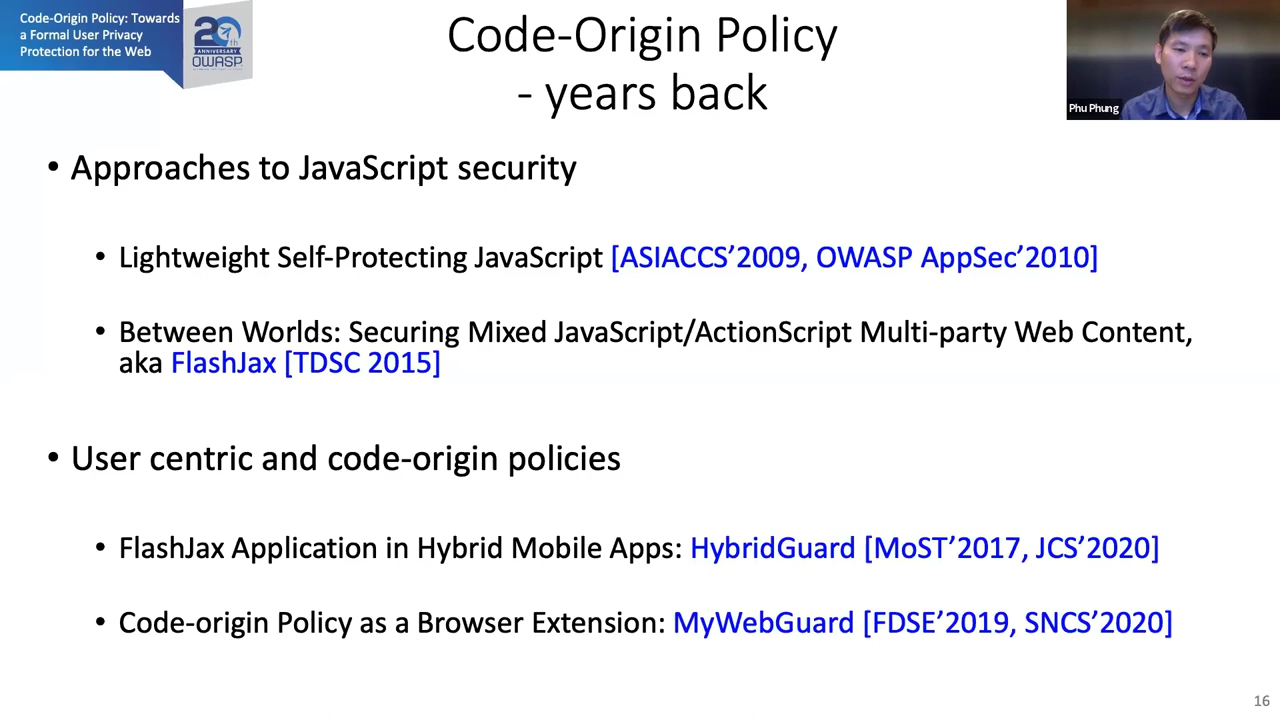 Code-Origin Policy: Towards
a Formal User Privacy
Protection for the Web
20th
ANNIVERSARY
OWASP
Code-Origin Policy
- years back
Phu Phung
• Approaches to JavaScript security
• Lightweight Self-Protecting JavaScript [ASIACCS’2009, OWASP AppSec’2010]
• Between Worlds: Securing Mixed JavaScript/ActionScript Multi-party Web Content,
aka FlashJax [TDSC 2015]
• User centric and code-origin policies
• FlashJax Application in Hybrid Mobile Apps: HybridGuard [MoST’2017, JCS’2020]
• Code-origin Policy as a Browser Extension: MyWebGuard [FDSE’2019, SNCS’2020]
16